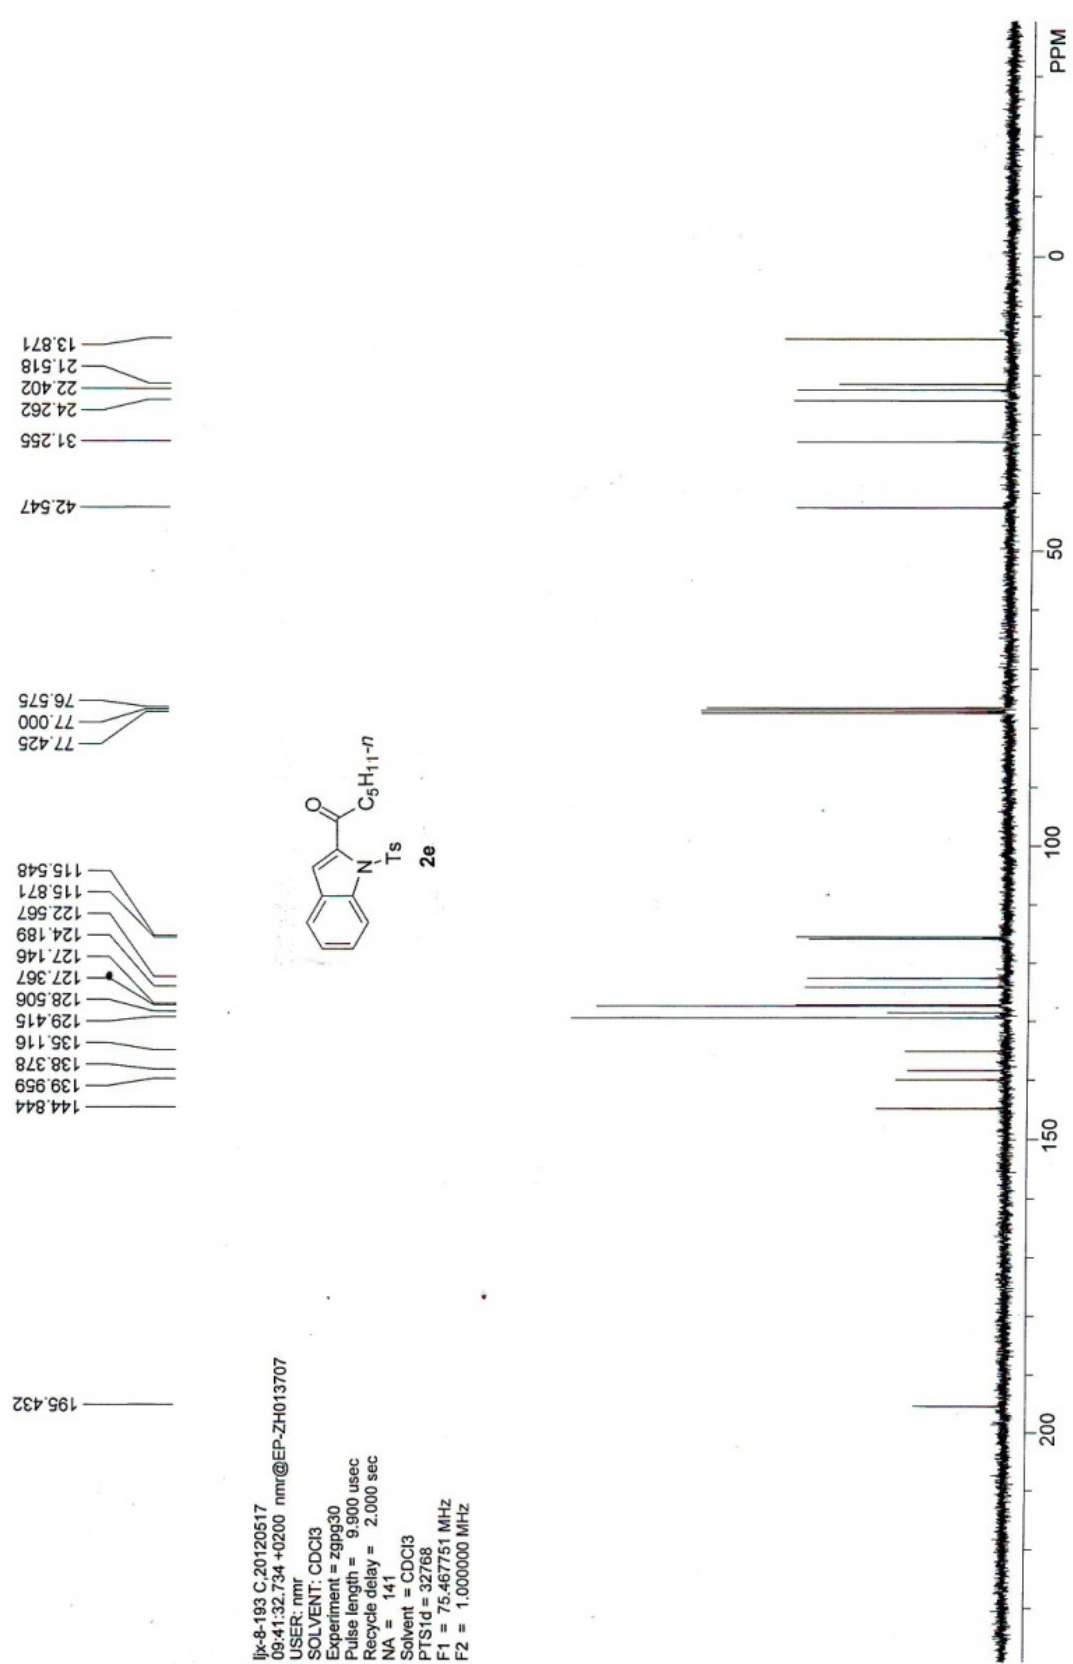 ljx-8-193 C,20120517
09:41:32.734 +0200 nmr@EP-ZH013707
USER: nmr
SOLVENT: CDCl3
Experiment = zgpg30
Pulse length = 9.900 usec
Recycle delay = 2.000 sec
NA = 141
Solvent = CDCl3
PTS1d = 32768
F1 = 75.467751 MHz
F2 = 1.000000 MHz
195.432
144.844
139.959
138.378
135.116
129.415
128.506
127.367
127.146
124.189
122.567
115.871
115.548
77.425
77.000
76.575
42.547
31.255
24.262
22.402
21.518
13.871
O
C5H11-n
N
Ts
2e
200
150
100
50
0
PPM